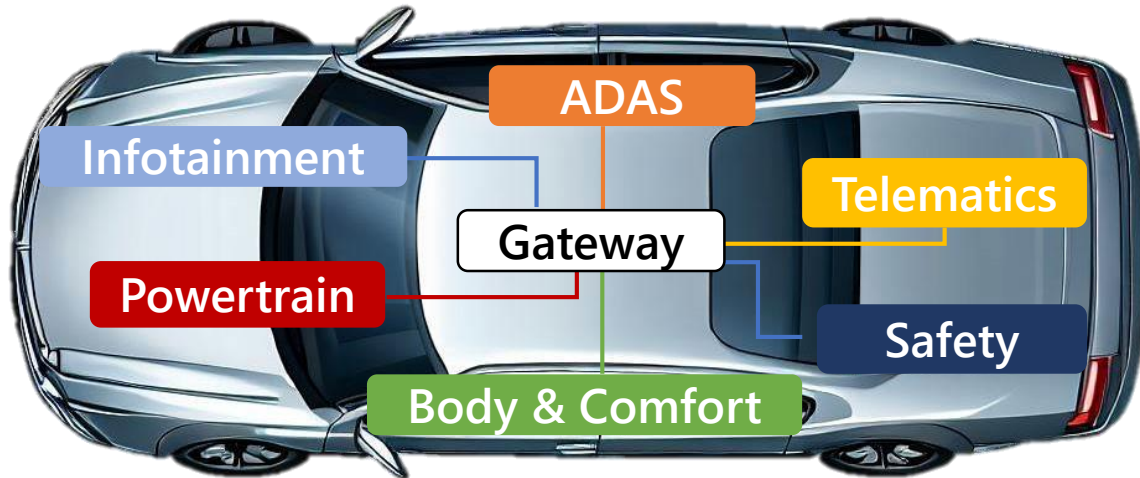 ADAS
Infotainment
Telematics
Gateway
Powertrain
Safety
Body & Comfort